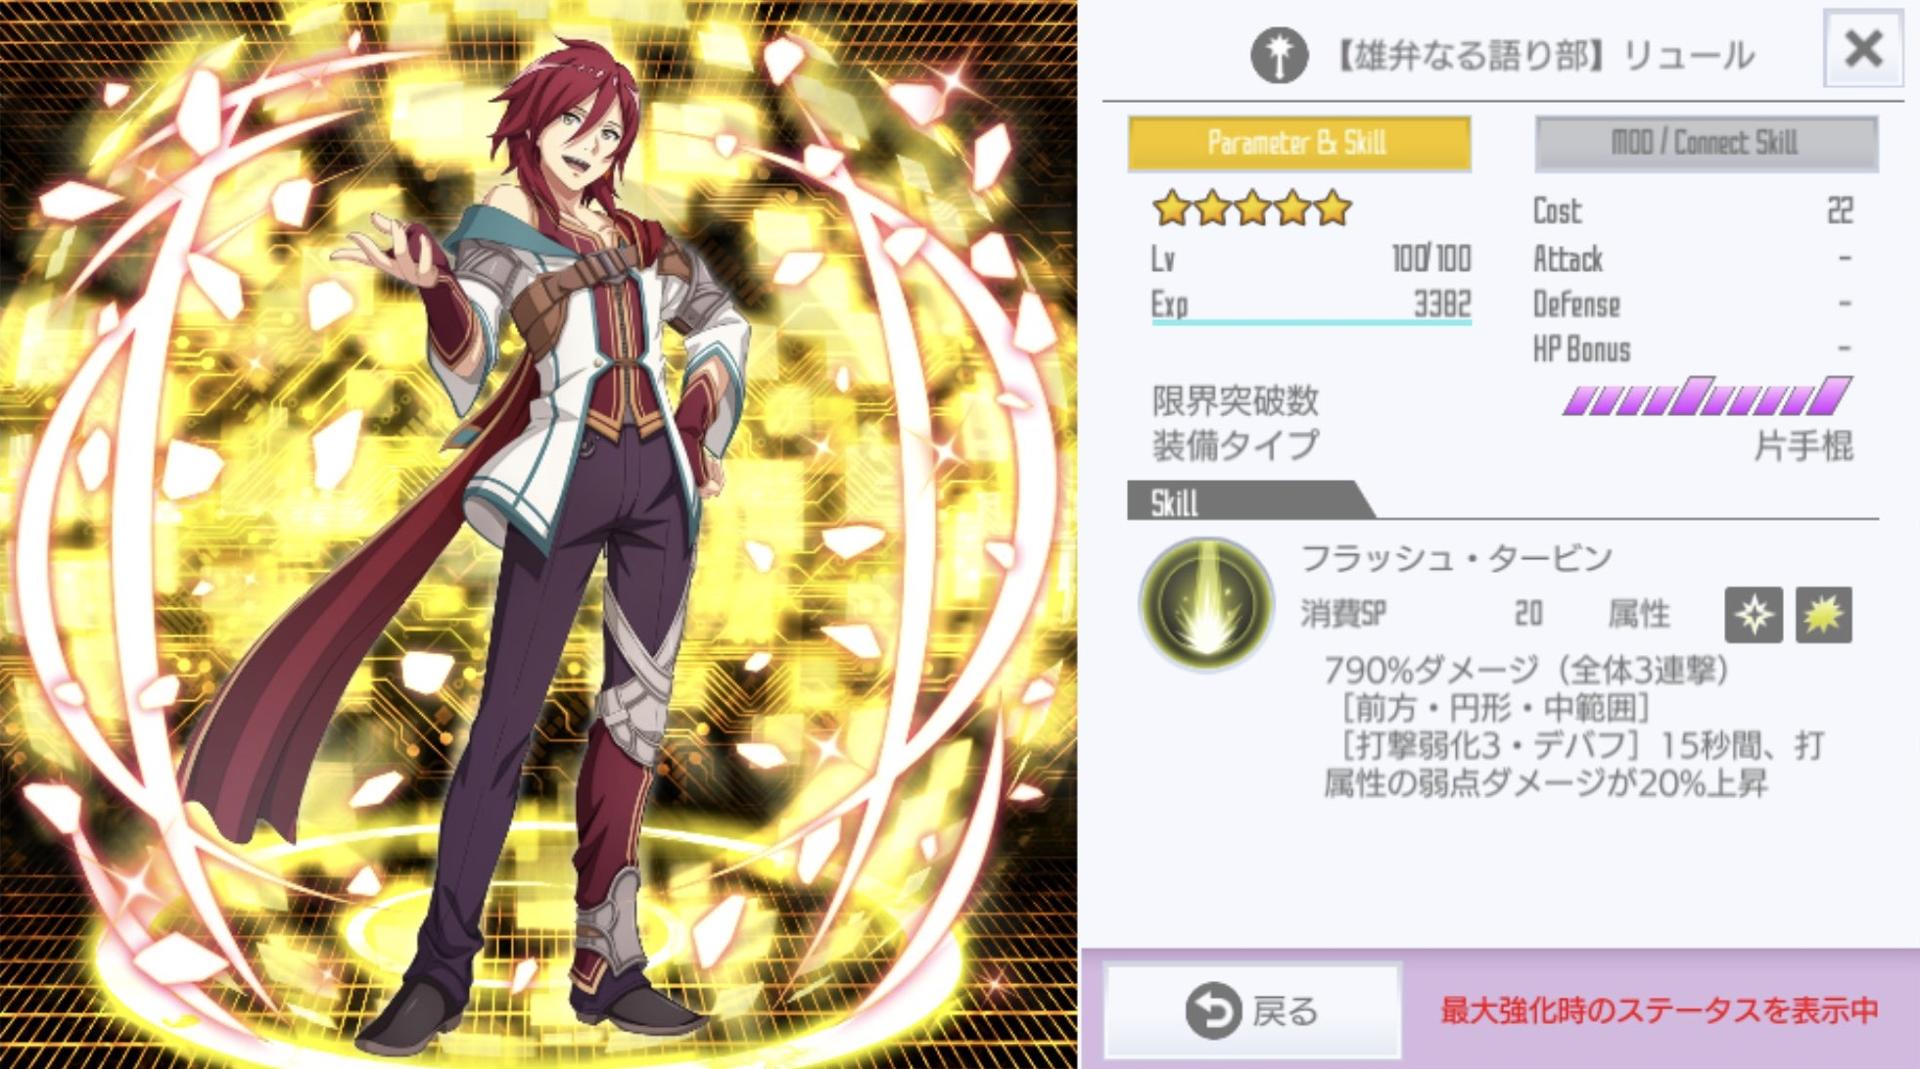 【雄弁なる語り部】リュール
Parameter & Skill
MOD / Connect Skill
Lv 100/100
Exp 3382
Cost 22
Attack -
Defense -
HP Bonus -
限界突破数
装備タイプ 片手棍
Skill
フラッシュ・タービン
消費SP 20 属性
790%ダメージ（全体3連撃）
［前方・円形・中範囲］
［打撃弱化3・デバフ］15秒間、打
属性の弱点ダメージが20%上昇
戻る
最大強化時のステータスを表示中